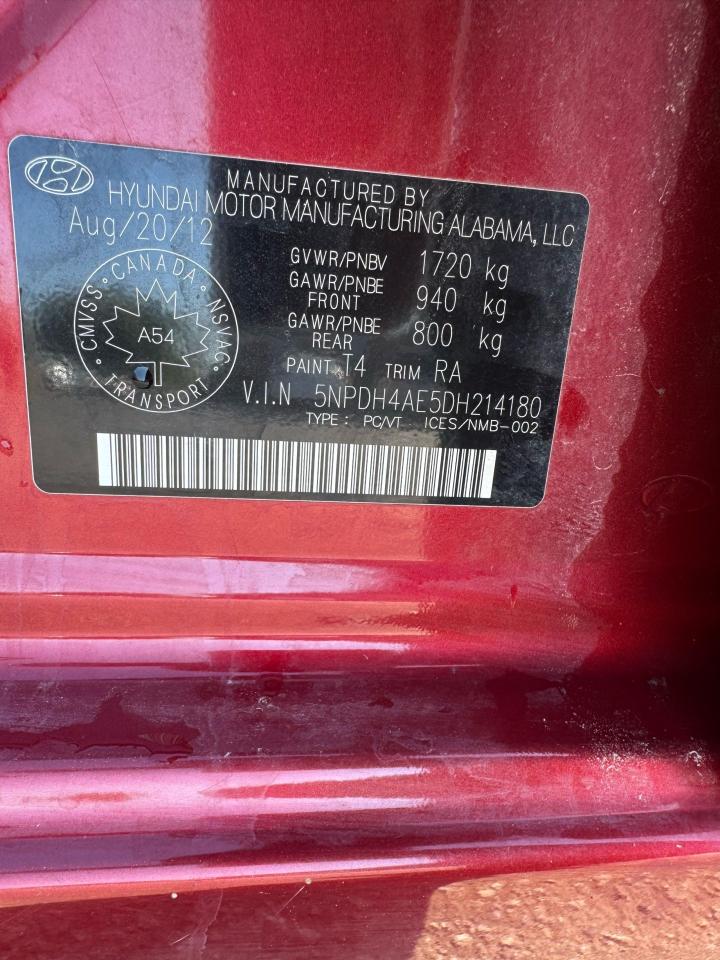 MANUFACTURED BY
HYUNDAI MOTOR MANUFACTURING ALABAMA, LLC
Aug/20/12
GVWR/PNBV 1720 kg
GAWR/PNBE FRONT 940 kg
GAWR/PNBE REAR 800 kg
CMVSS • CANADA • NSVAC • TRANSPORT •
A54
PAINT T4 TRIM RA
V.I.N 5NPDH4AE5DH214180
TYPE : PC/VT ICES/NMB-002